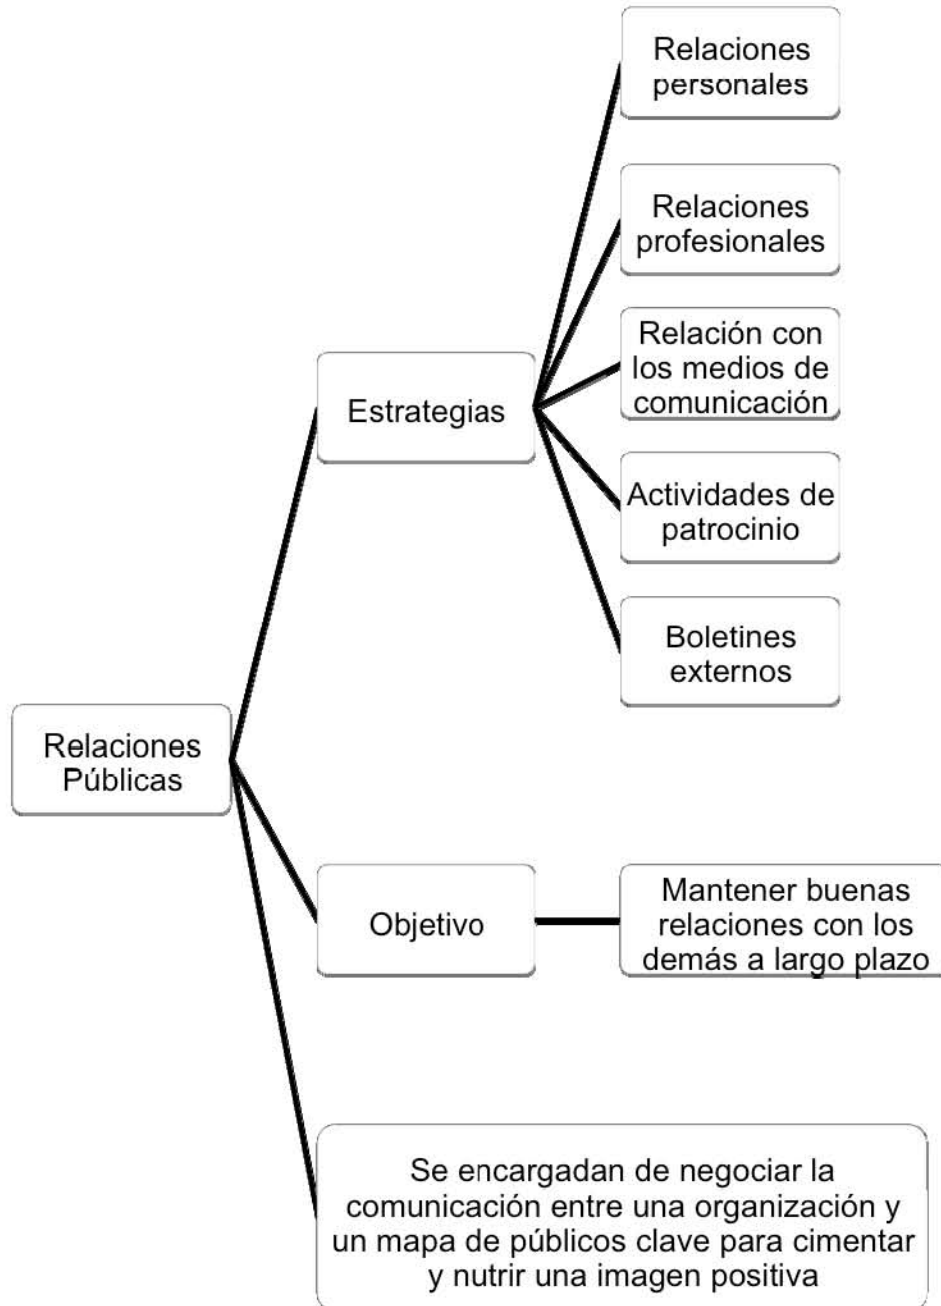 Relaciones
personales
Relaciones
profesionales
Relación con
los medios de
comunicación
Estrategias
Actividades de
patrocinio
Boletines
externos
Relaciones
Públicas
Objetivo
Mantener buenas
relaciones con los
demás a largo plazo
Se encargadan de negociar la
comunicación entre una organización y
un mapa de públicos clave para cimentar
y nutrir una imagen positiva